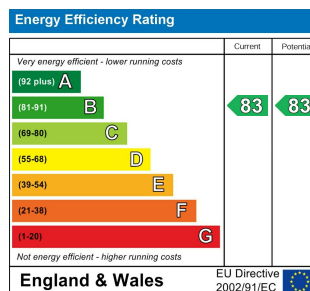 Energy Efficiency Rating
Current Potentia
Very energy efficient - lower running costs
(92 plus) A
(81-91) B 83 83
(69-80) C
(55-68) D
(39-54) E
(21-38) F
(1-20) G
Not energy efficient - higher running costs
England & Wales
EU Directive
2002/91/EC